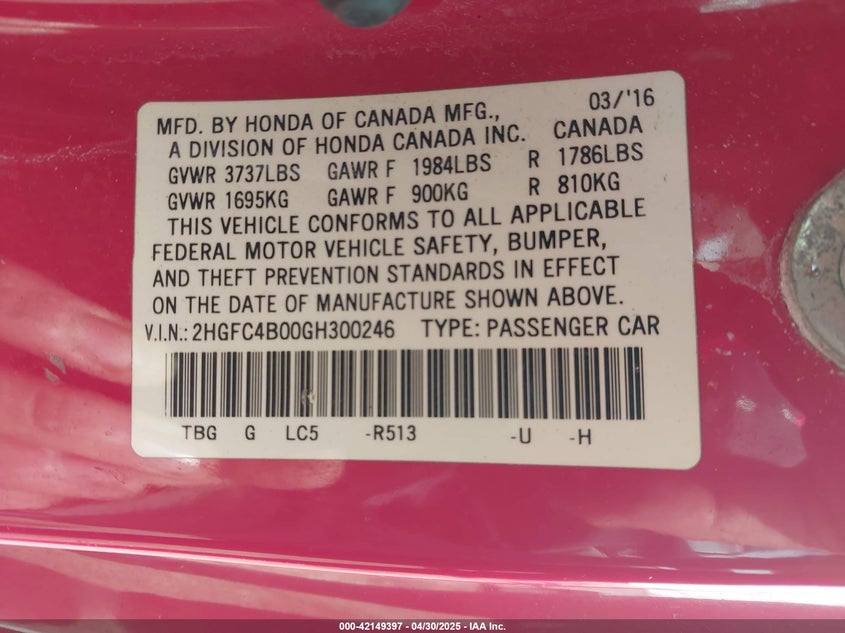 03/'16
MFD. BY HONDA OF CANADA MFG.,
A DIVISION OF HONDA CANADA INC. CANADA
GVWR 3737LBS GAWR F 1984LBS R 1786LBS
GVWR 1695KG GAWR F 900KG R 810KG
THIS VEHICLE CONFORMS TO ALL APPLICABLE
FEDERAL MOTOR VEHICLE SAFETY, BUMPER,
AND THEFT PREVENTION STANDARDS IN EFFECT
ON THE DATE OF MANUFACTURE SHOWN ABOVE.
V.I.N.: 2HGFC4B00GH300246 TYPE: PASSENGER CAR
TBG G LC5 -R513 -U -H
000-42149397 - 04/30/2025 - IAA Inc.